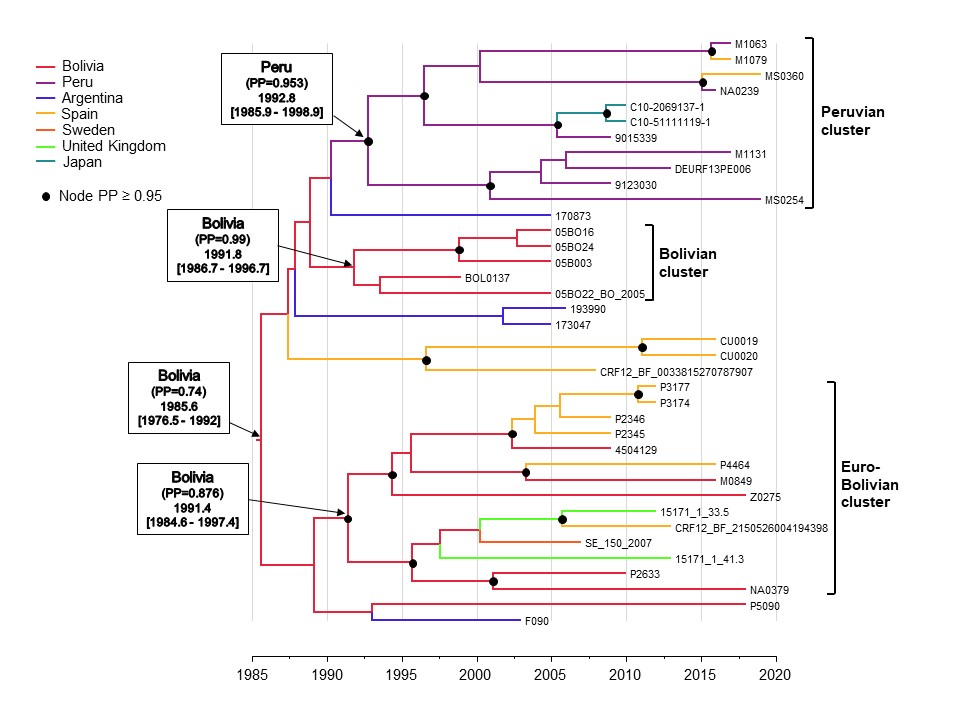 Bolivia
Peru
Argentina
Spain
Sweden
United Kingdom
Japan
Node PP ≥ 0.95
Peru
(PP=0.953)
1992.8
[1985.9 - 1998.9]
Bolivia
(PP=0.99)
1991.8
[1986.7 - 1996.7]
Bolivia
(PP=0.74)
1985.6
[1976.5 - 1992]
Bolivia
(PP=0.876)
1991.4
[1984.6 - 1997.4]
M1063
M1079
MS0360
NA0239
C10-2069137-1
C10-51111119-1
9015339
M1131
DEURF13PE006
9123030
MS0254
Peruvian
cluster
170873
05BO16
05BO24
05B003
BOL0137
05BO22_BO_2005
Bolivian
cluster
193990
173047
CU0019
CU0020
CRF12_BF_0033815270787907
P3177
P3174
P2346
P2345
4504129
P4464
M0849
Z0275
15171_1_33.5
CRF12_BF_2150526004194398
SE_150_2007
15171_1_41.3
P2633
NA0379
Euro-
Bolivian
cluster
P5090
F090
1985 1990 1995 2000 2005 2010 2015 2020